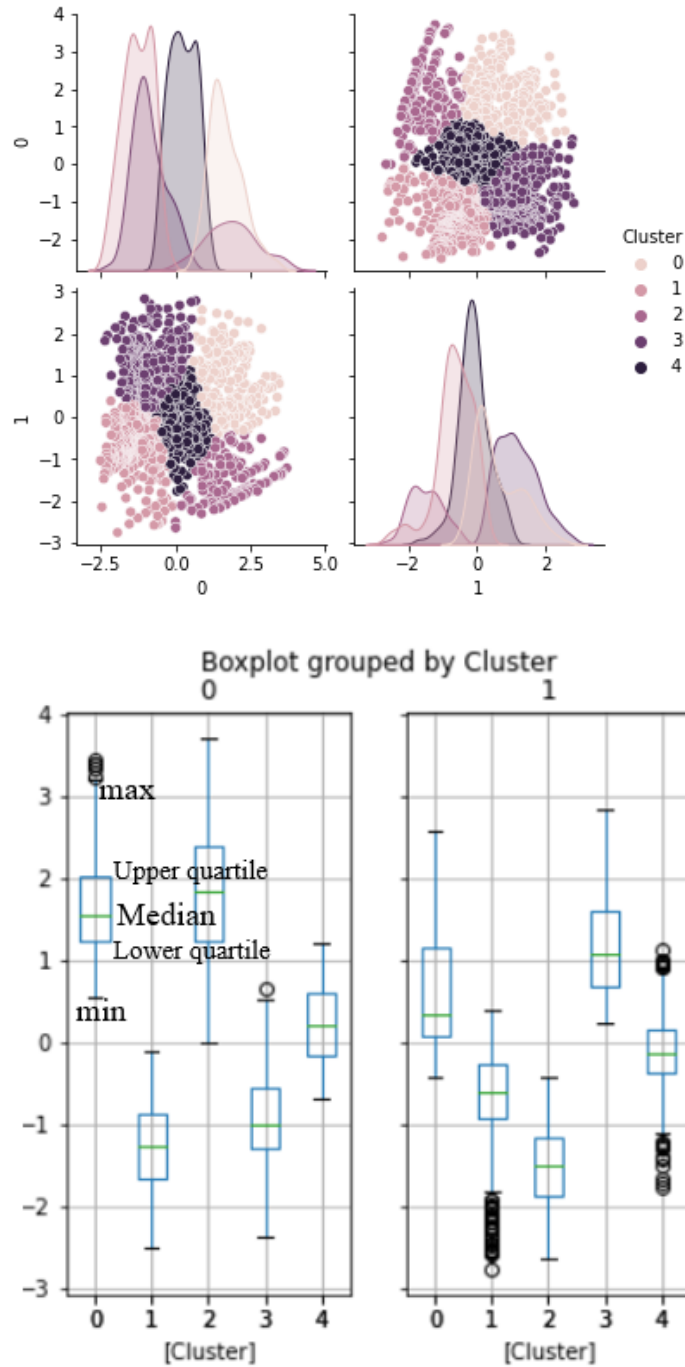 4
3
2
1
0
−1
−2
0
Cluster
0
1
2
3
4
3
2
1
0
−1
−2
−3
1
−2.5 0.0 2.5 5.0
0
−2 0 2
1
Boxplot grouped by Cluster
0 1
4
3
2
1
0
−1
−2
−3
max
Upper quartile
Median
Lower quartile
min
0 1 2 3 4
[Cluster]
0 1 2 3 4
[Cluster]